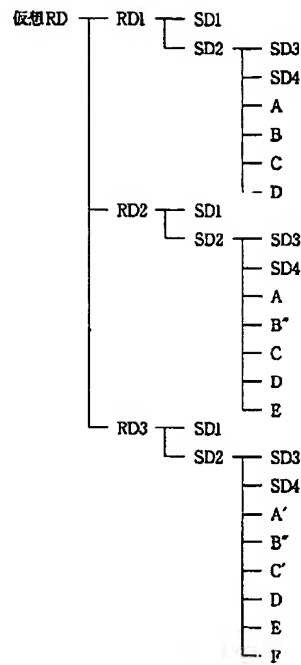 仮想RD RD1 SD1
SD2 SD3
SD4
A
B
C
D
RD2 SD1
SD2 SD3
SD4
A
B"
C
D
E
RD3 SD1
SD2 SD3
SD4
A′
B"
C′
D
E
F